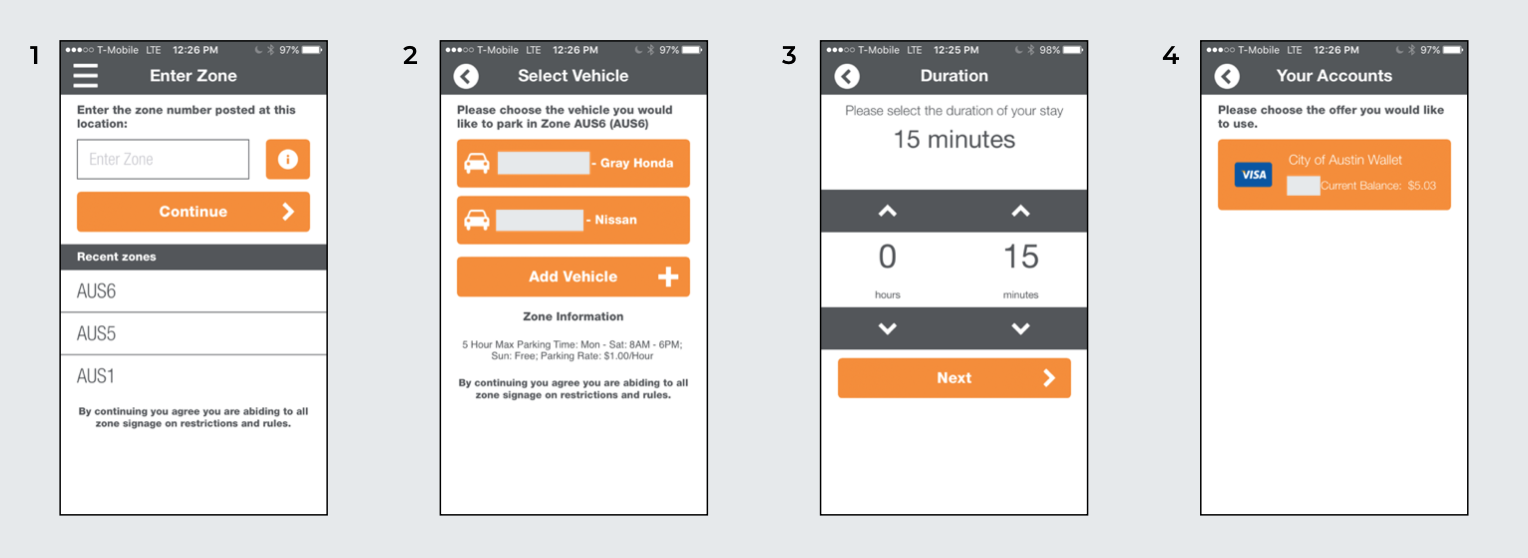 1
T-Mobile LTE 12:26 PM 97%
Enter Zone
Enter the zone number posted at this
location:
Enter Zone
i
Continue
Recent zones
AUS6
AUS5
AUS1
By continuing you agree you are abiding to all
zone signage on restrictions and rules.
2
T-Mobile LTE 12:26 PM 97%
Select Vehicle
Please choose the vehicle you would
like to park in Zone AUS6 (AUS6)
- Gray Honda
- Nissan
Add Vehicle
Zone Information
5 Hour Max Parking Time: Mon - Sat: 8AM - 6PM;
Sun: Free; Parking Rate: $1.00/Hour
By continuing you agree you are abiding to all
zone signage on restrictions and rules.
3
T-Mobile LTE 12:25 PM 98%
Duration
Please select the duration of your stay
15 minutes
0 15
hours minutes
Next
4
T-Mobile LTE 12:26 PM 97%
Your Accounts
Please choose the offer you would like
to use.
City of Austin Wallet
VISA
Current Balance: $5.03